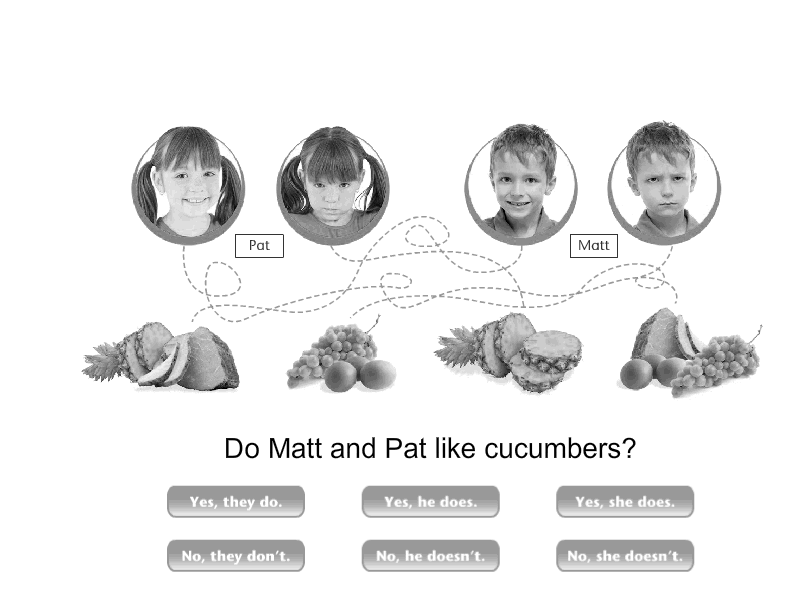 Pat
Matt
Do Matt and Pat like cucumbers?
Yes, they do.
Yes, he does.
Yes, she does.
No, they don't.
No, he doesn't.
No, she doesn't.